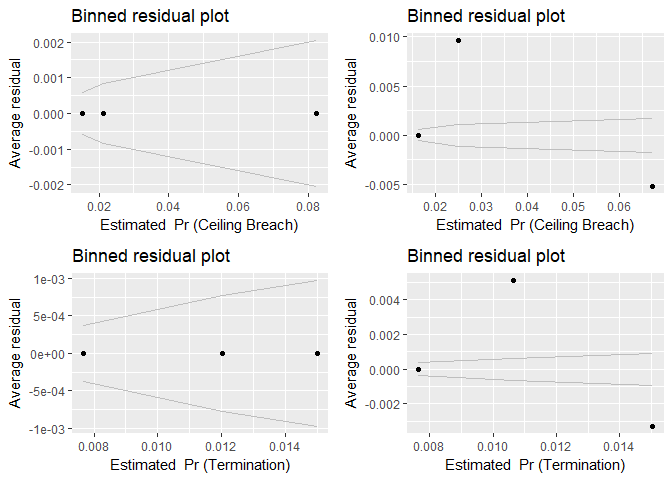 Binned residual plot
0.002
0.001
0.000
-0.001
-0.002
Average residual
0.02 0.04 0.06 0.08
Estimated Pr (Ceiling Breach)
Binned residual plot
0.010
0.005
0.000
-0.005
Average residual
0.02 0.03 0.04 0.05 0.06
Estimated Pr (Ceiling Breach)
Binned residual plot
1e-03
5e-04
0e+00
-5e-04
-1e-03
Average residual
0.008 0.010 0.012 0.014
Estimated Pr (Termination)
Binned residual plot
0.004
0.002
0.000
-0.002
Average residual
0.008 0.010 0.012 0.014
Estimated Pr (Termination)